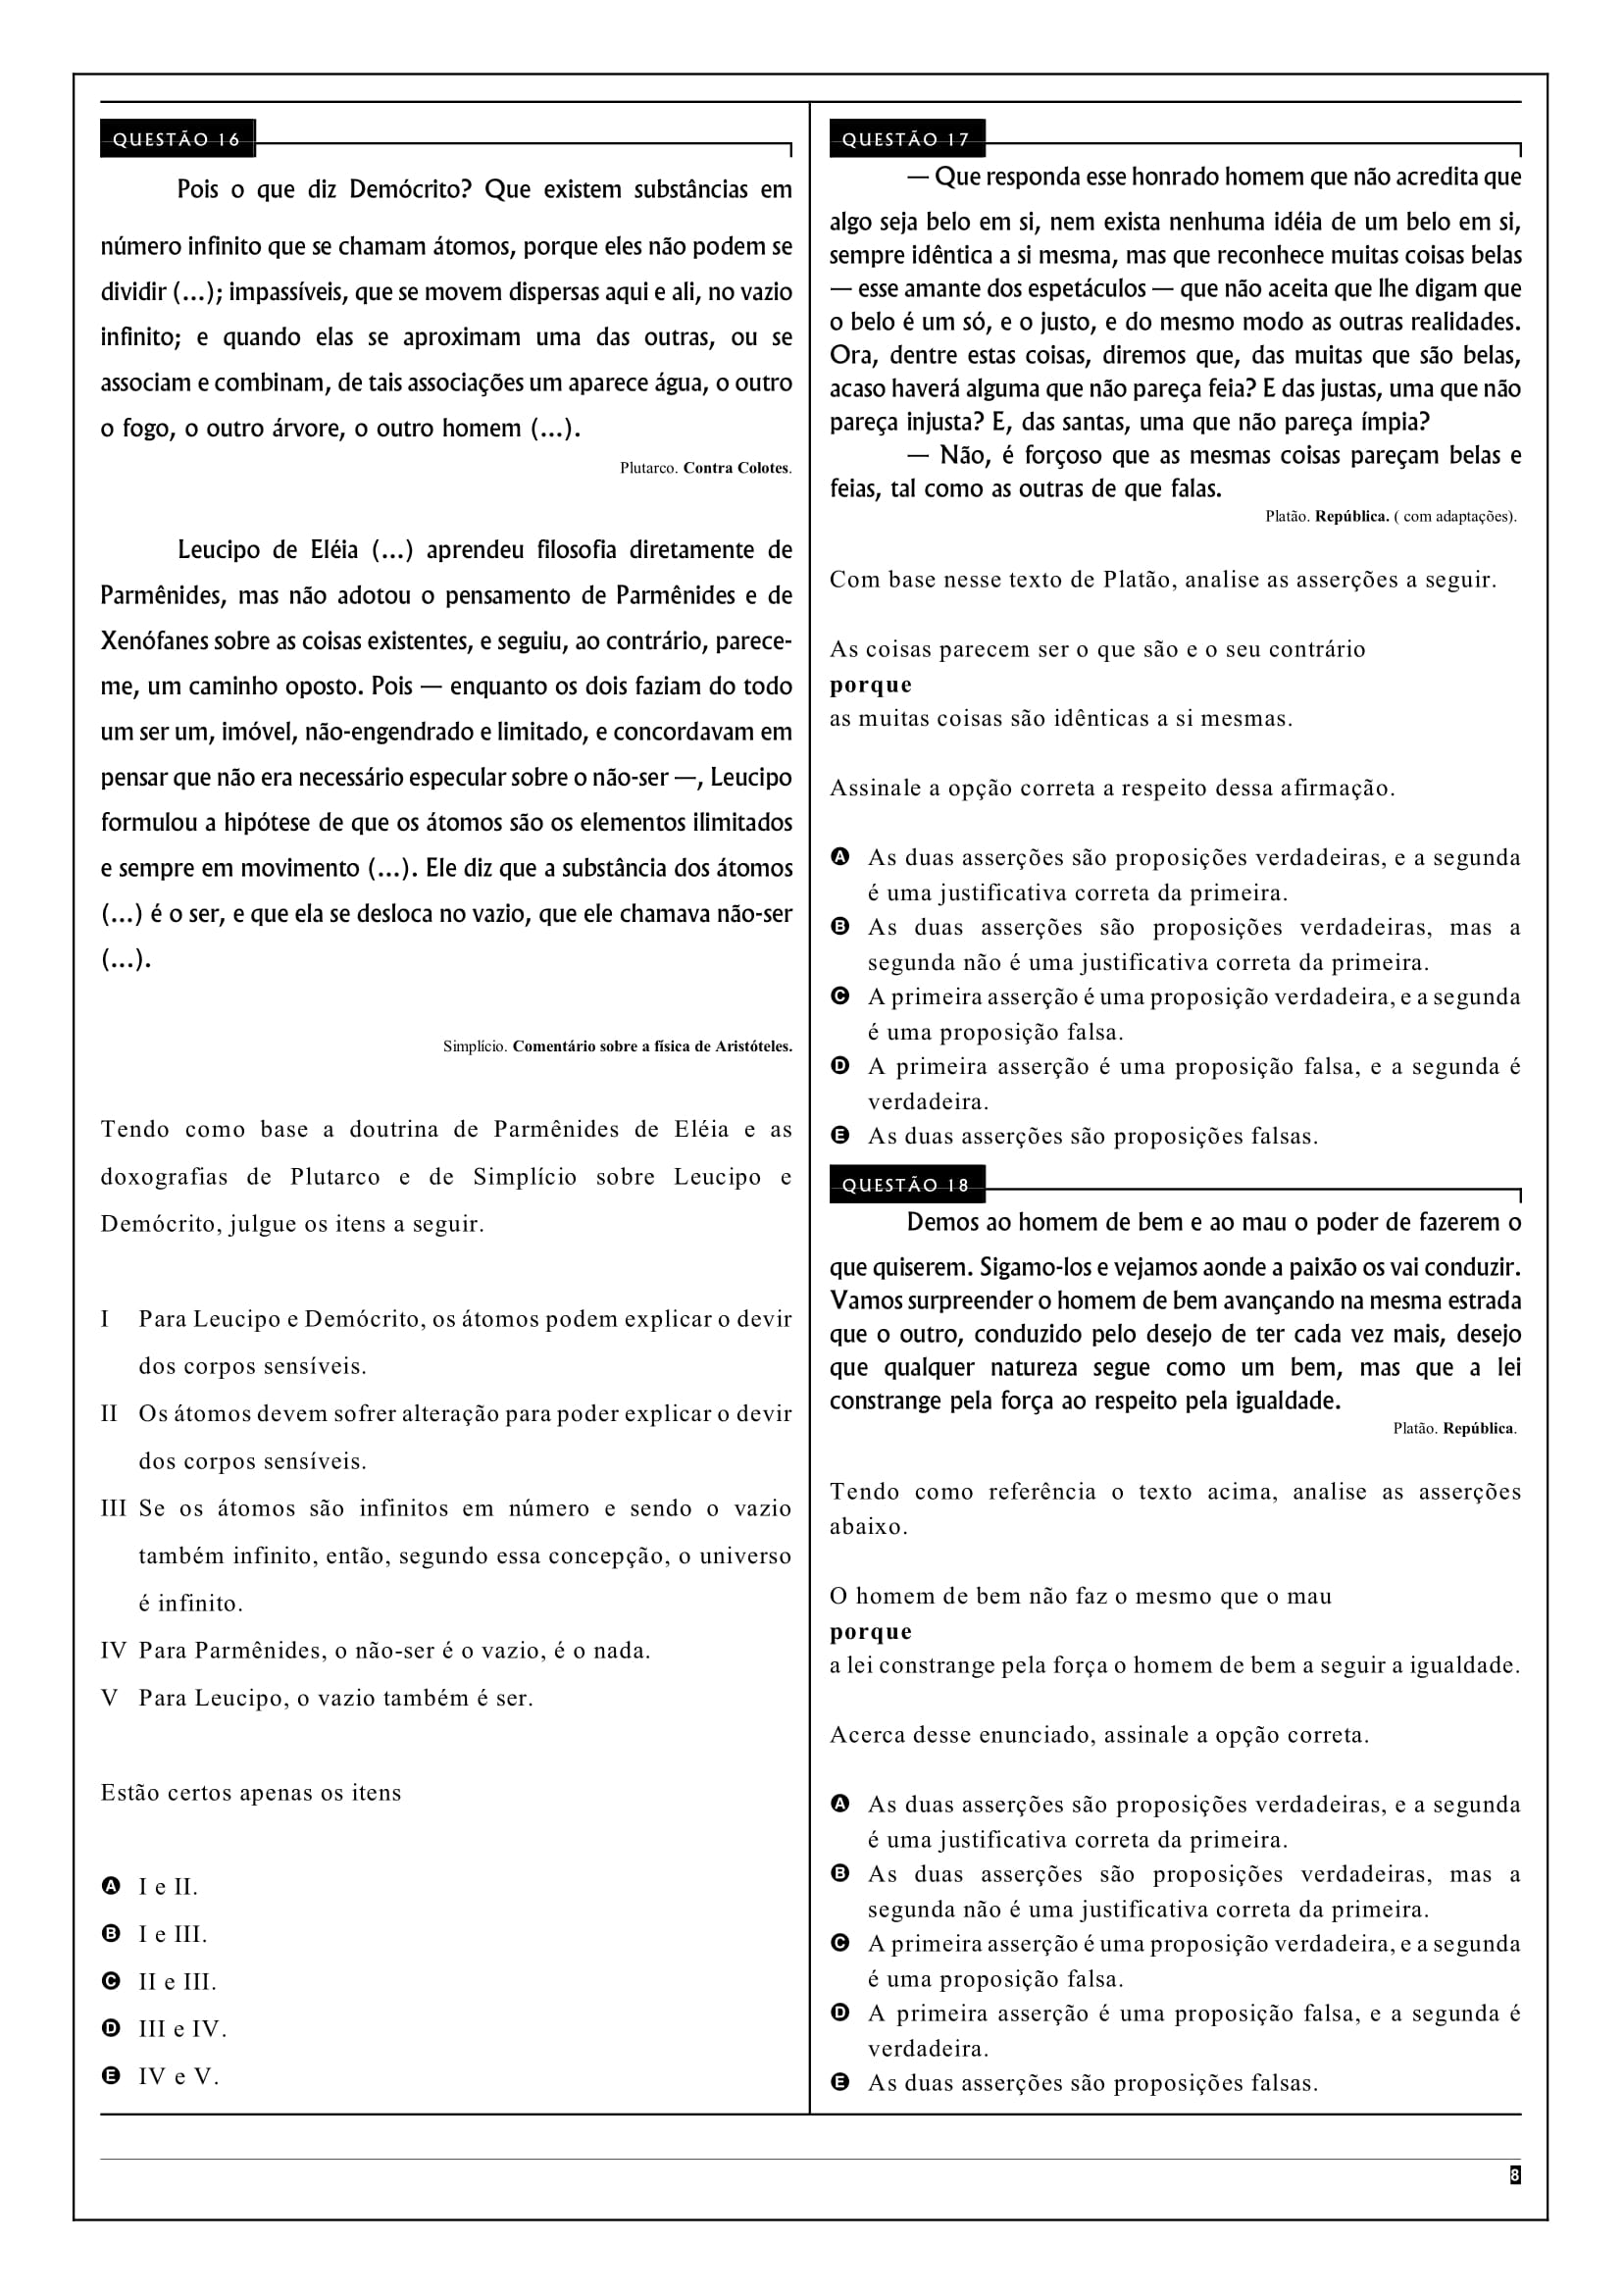 QUESTÃO 16
Pois o que diz Demócrito? Que existem substâncias em
número infinito que se chamam átomos, porque eles não podem se
dividir (...); impassíveis, que se movem dispersas aqui e ali, no vazio
infinito; e quando elas se aproximam uma das outras, ou se
associam e combinam, de tais associações um aparece água, o outro
o fogo, o outro árvore, o outro homem (...).
Plutarco. Contra Colotes.
Leucipo de Eléia (...) aprendeu filosofia diretamente de
Parmênides, mas não adotou o pensamento de Parmênides e de
Xenófanes sobre as coisas existentes, e seguiu, ao contrário, parece-
me, um caminho oposto. Pois — enquanto os dois faziam do todo
um ser um, imóvel, não-engendrado e limitado, e concordavam em
pensar que não era necessário especular sobre o não-ser —, Leucipo
formulou a hipótese de que os átomos são os elementos ilimitados
e sempre em movimento (...). Ele diz que a substância dos átomos
(...) é o ser, e que ela se desloca no vazio, que ele chamava não-ser
(...).
Simplício. Comentário sobre a física de Aristóteles.
Tendo como base a doutrina de Parmênides de Eléia e as
doxografias de Plutarco e de Simplício sobre Leucipo e
Demócrito, julgue os itens a seguir.
I Para Leucipo e Demócrito, os átomos podem explicar o devir
dos corpos sensíveis.
II Os átomos devem sofrer alteração para poder explicar o devir
dos corpos sensíveis.
III Se os átomos são infinitos em número e sendo o vazio
também infinito, então, segundo essa concepção, o universo
é infinito.
IV Para Parmênides, o não-ser é o vazio, é o nada.
V Para Leucipo, o vazio também é ser.
Estão certos apenas os itens
A I e II.
B I e III.
C II e III.
D III e IV.
E IV e V.
QUESTÃO 17
— Que responda esse honrado homem que não acredita que
algo seja belo em si, nem exista nenhuma idéia de um belo em si,
sempre idêntica a si mesma, mas que reconhece muitas coisas belas
— esse amante dos espetáculos — que não aceita que lhe digam que
o belo é um só, e o justo, e do mesmo modo as outras realidades.
Ora, dentre estas coisas, diremos que, das muitas que são belas,
acaso haverá alguma que não pareça feia? E das justas, uma que não
pareça injusta? E, das santas, uma que não pareça ímpia?
— Não, é forçoso que as mesmas coisas pareçam belas e
feias, tal como as outras de que falas.
Platão. República. ( com adaptações).
Com base nesse texto de Platão, analise as asserções a seguir.
As coisas parecem ser o que são e o seu contrário
porque
as muitas coisas são idênticas a si mesmas.
Assinale a opção correta a respeito dessa afirmação.
A As duas asserções são proposições verdadeiras, e a segunda
é uma justificativa correta da primeira.
B As duas asserções são proposições verdadeiras, mas a
segunda não é uma justificativa correta da primeira.
C A primeira asserção é uma proposição verdadeira, e a segunda
é uma proposição falsa.
D A primeira asserção é uma proposição falsa, e a segunda é
verdadeira.
E As duas asserções são proposições falsas.
QUESTÃO 18
Demos ao homem de bem e ao mau o poder de fazerem o
que quiserem. Sigamo-los e vejamos aonde a paixão os vai conduzir.
Vamos surpreender o homem de bem avançando na mesma estrada
que o outro, conduzido pelo desejo de ter cada vez mais, desejo
que qualquer natureza segue como um bem, mas que a lei
constrange pela força ao respeito pela igualdade.
Platão. República.
Tendo como referência o texto acima, analise as asserções
abaixo.
O homem de bem não faz o mesmo que o mau
porque
a lei constrange pela força o homem de bem a seguir a igualdade.
Acerca desse enunciado, assinale a opção correta.
A As duas asserções são proposições verdadeiras, e a segunda
é uma justificativa correta da primeira.
B As duas asserções são proposições verdadeiras, mas a
segunda não é uma justificativa correta da primeira.
C A primeira asserção é uma proposição verdadeira, e a segunda
é uma proposição falsa.
D A primeira asserção é uma proposição falsa, e a segunda é
verdadeira.
E As duas asserções são proposições falsas.
8